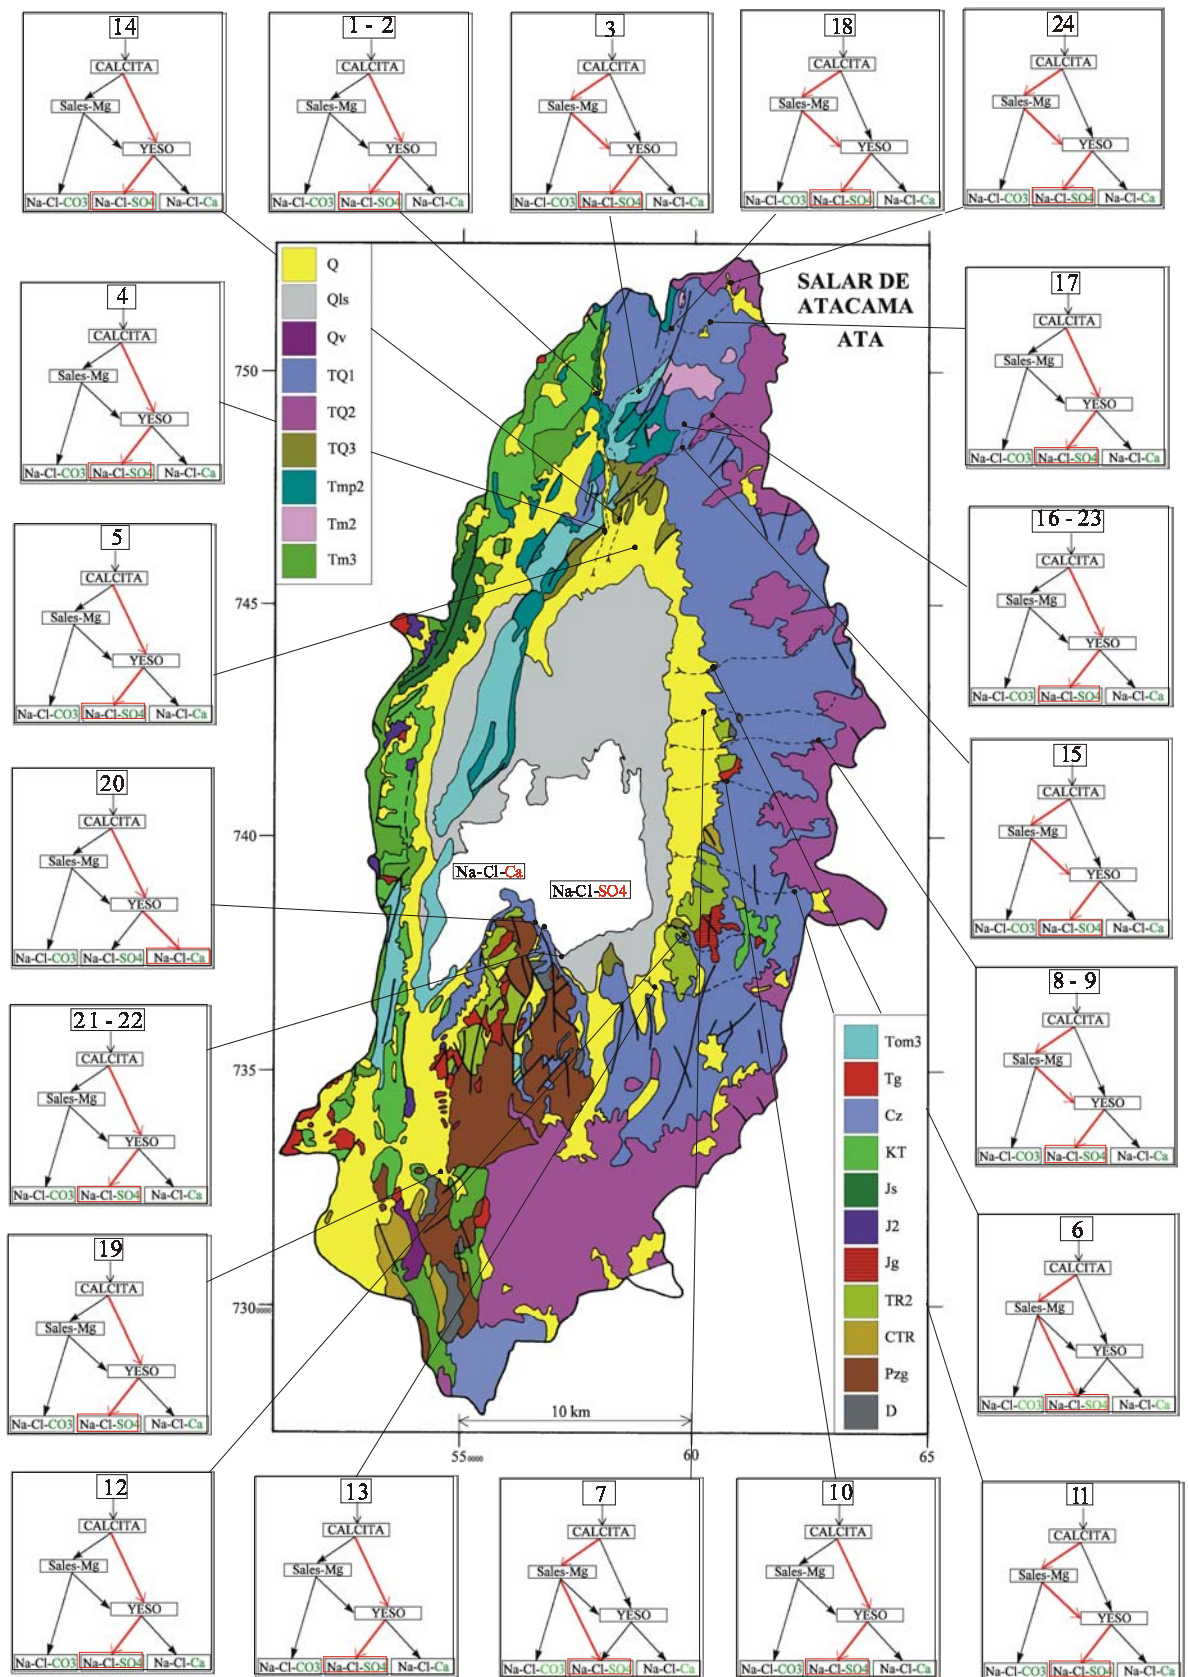 14
CALCITA
Sales-Mg
YESO
Na-Cl-CO3 Na-Cl-SO4 Na-Cl-Ca
1 - 2
CALCITA
Sales-Mg
YESO
Na-Cl-CO3 Na-Cl-SO4 Na-Cl-Ca
3
CALCITA
Sales-Mg
YESO
Na-Cl-CO3 Na-Cl-SO4 Na-Cl-Ca
18
CALCITA
Sales-Mg
YESO
Na-Cl-CO3 Na-Cl-SO4 Na-Cl-Ca
24
CALCITA
Sales-Mg
YESO
Na-Cl-CO3 Na-Cl-SO4 Na-Cl-Ca
4
CALCITA
Sales-Mg
YESO
Na-Cl-CO3 Na-Cl-SO4 Na-Cl-Ca
5
CALCITA
Sales-Mg
YESO
Na-Cl-CO3 Na-Cl-SO4 Na-Cl-Ca
20
CALCITA
Sales-Mg
YESO
Na-Cl-CO3 Na-Cl-SO4 Na-Cl-Ca
21 - 22
CALCITA
Sales-Mg
YESO
Na-Cl-CO3 Na-Cl-SO4 Na-Cl-Ca
19
CALCITA
Sales-Mg
YESO
Na-Cl-CO3 Na-Cl-SO4 Na-Cl-Ca
SALAR DE
ATACAMA
ATA
Q
Qls
Qv
TQ1
TQ2
TQ3
Tmp2
Tm2
Tm3
750
745
740
735
7300000
Na-Cl-Ca
Na-Cl-SO4
Tom3
Tg
Cz
KT
Js
J2
Jg
TR2
CTR
Pzg
D
10 km
550000
60
65
17
CALCITA
Sales-Mg
YESO
Na-Cl-CO3 Na-Cl-SO4 Na-Cl-Ca
16 - 23
CALCITA
Sales-Mg
YESO
Na-Cl-CO3 Na-Cl-SO4 Na-Cl-Ca
15
CALCITA
Sales-Mg
YESO
Na-Cl-CO3 Na-Cl-SO4 Na-Cl-Ca
8 - 9
CALCITA
Sales-Mg
YESO
Na-Cl-CO3 Na-Cl-SO4 Na-Cl-Ca
6
CALCITA
Sales-Mg
YESO
Na-Cl-CO3 Na-Cl-SO4 Na-Cl-Ca
12
CALCITA
Sales-Mg
YESO
Na-Cl-CO3 Na-Cl-SO4 Na-Cl-Ca
13
CALCITA
Sales-Mg
YESO
Na-Cl-CO3 Na-Cl-SO4 Na-Cl-Ca
7
CALCITA
Sales-Mg
YESO
Na-Cl-CO3 Na-Cl-SO4 Na-Cl-Ca
10
CALCITA
Sales-Mg
YESO
Na-Cl-CO3 Na-Cl-SO4 Na-Cl-Ca
11
CALCITA
Sales-Mg
YESO
Na-Cl-CO3 Na-Cl-SO4 Na-Cl-Ca